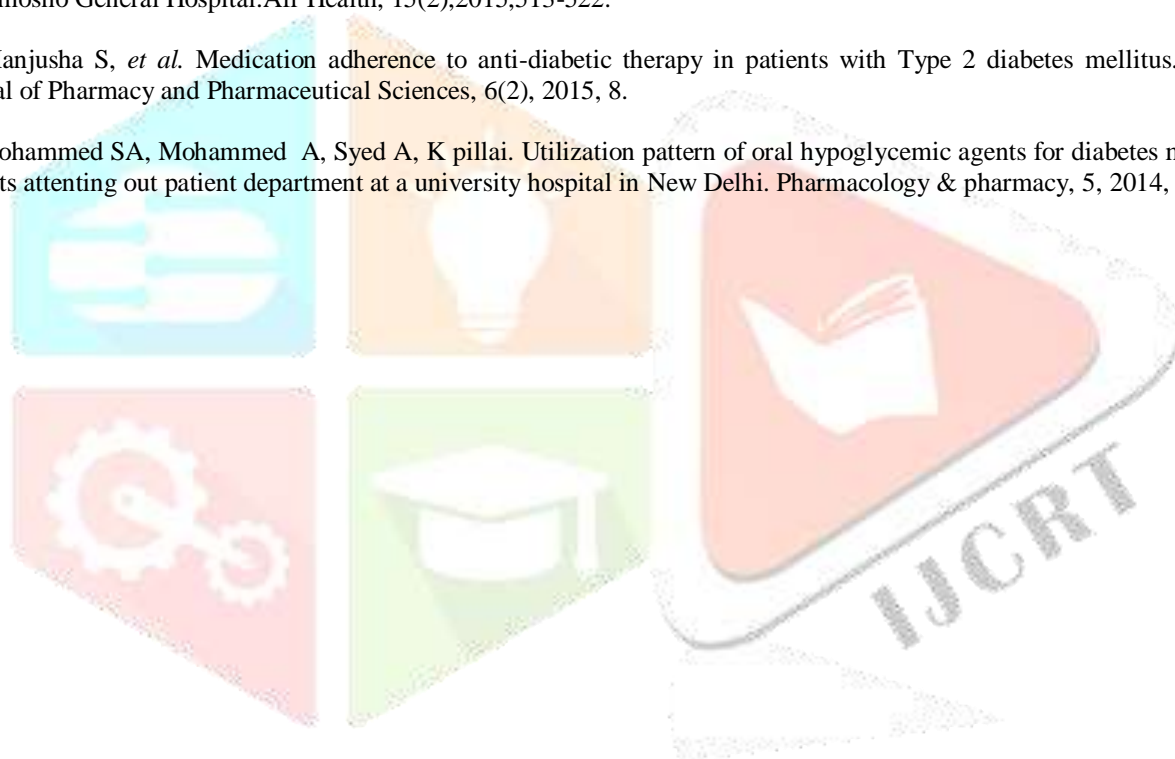 General Hospital.Afr Health, 15(2),2015,513-522.
anjusha S, et al. Medication adherence to anti-diabetic therapy in patients with Type 2 diabetes mellitus.
al of Pharmacy and Pharmaceutical Sciences, 6(2), 2015, 8.
ohammed SA, Mohammed A, Syed A, K pillai. Utilization pattern of oral hypoglycemic agents for diabetes
ts attenting out patient department at a university hospital in New Delhi. Pharmacology & pharmacy, 5, 2014,
IJCRT